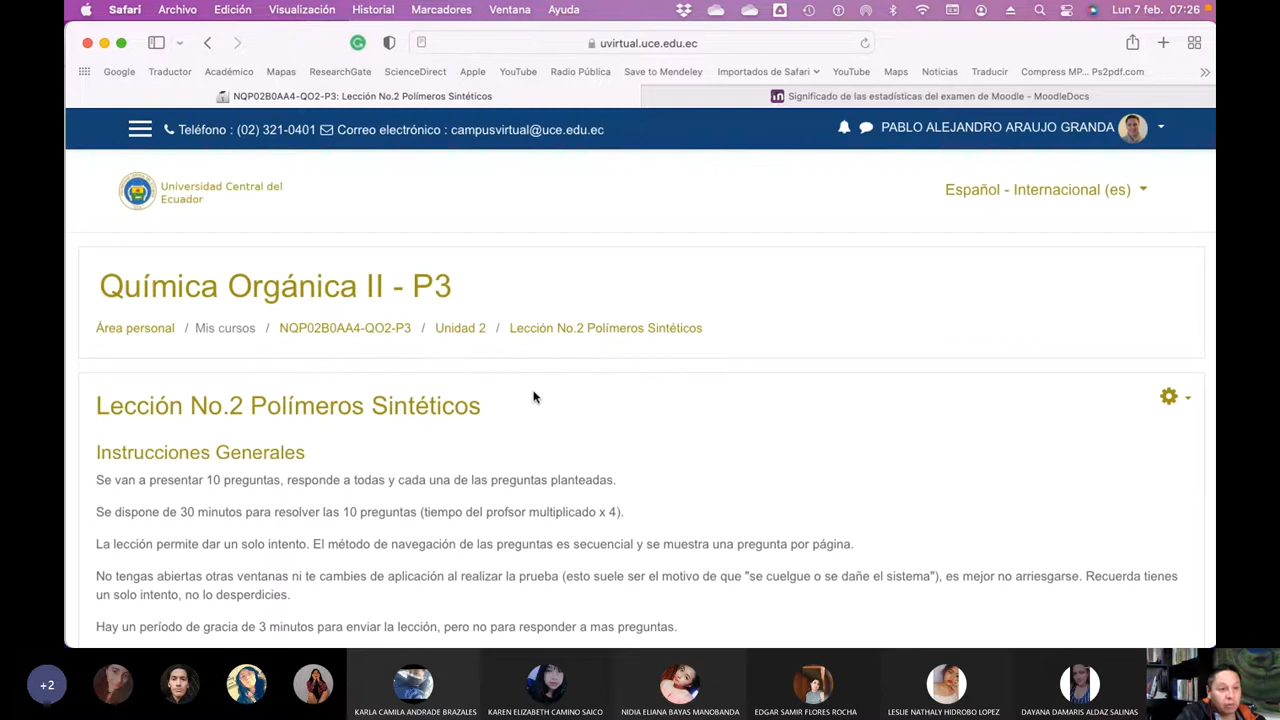 Safari Archivo Edición Visualización Historial Marcadores Ventana Ayuda Lun 7 feb. 07:26
uvirtual.uce.edu.ec
Google Traductor Académico Mapas ResearchGate ScienceDirect Apple YouTube Radio Pública Save to Mendeley Importados de Safari YouTube Maps Noticias Traducir Compress MP... Ps2pdf.com
NQP02B0AA4-QO2-P3: Lección No.2 Polímeros Sintéticos
Significado de las estadísticas del examen de Moodle - MoodleDocs
Teléfono : (02) 321-0401 Correo electrónico : campusvirtual@uce.edu.ec
PABLO ALEJANDRO ARAUJO GRANDA
Universidad Central del
Ecuador
Español - Internacional (es)
Química Orgánica II - P3
Área personal / Mis cursos / NQP02B0AA4-QO2-P3 / Unidad 2 / Lección No.2 Polímeros Sintéticos
Lección No.2 Polímeros Sintéticos
Instrucciones Generales
Se van a presentar 10 preguntas, responde a todas y cada una de las preguntas planteadas.
Se dispone de 30 minutos para resolver las 10 preguntas (tiempo del profsor multiplicado x 4).
La lección permite dar un solo intento. El método de navegación de las preguntas es secuencial y se muestra una pregunta por página.
No tengas abiertas otras ventanas ni te cambies de aplicación al realizar la prueba (esto suele ser el motivo de que "se cuelgue o se dañe el sistema"), es mejor no arriesgarse. Recuerda tienes
un solo intento, no lo desperdicies.
Hay un período de gracia de 3 minutos para enviar la lección, pero no para responder a mas preguntas.
+2
KARLA CAMILA ANDRADE BRAZALES
KAREN ELIZABETH CAMINO SAICO
NIDIA ELIANA BAYAS MANOBANDA
EDGAR SAMIR FLORES ROCHA
LESLIE NATHALY HIDROBO LOPEZ
DAYANA DAMARIS ALDAZ SALINAS